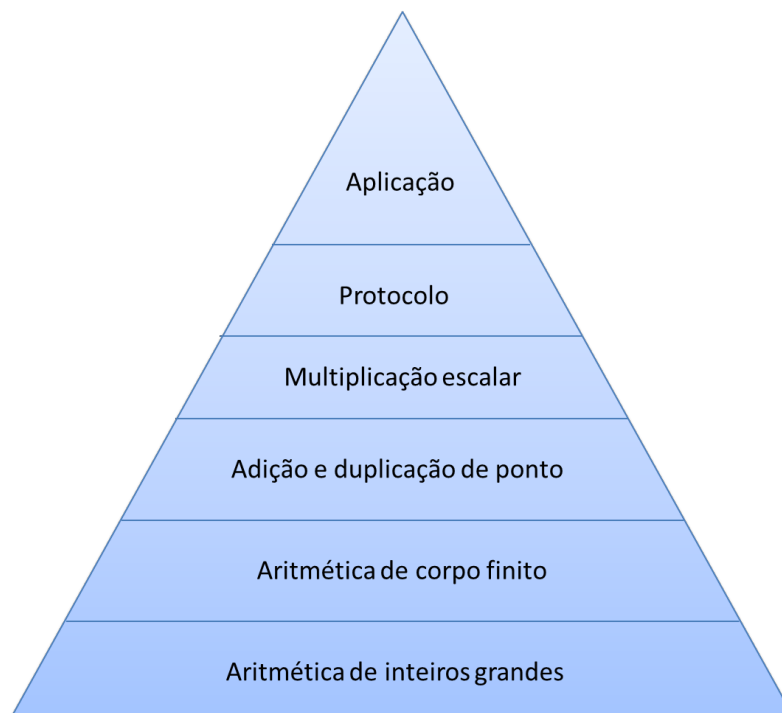 Aplicação
Protocolo
Multiplicação escalar
Adição e duplicação de ponto
Aritmética de corpo finito
Aritmética de inteiros grandes